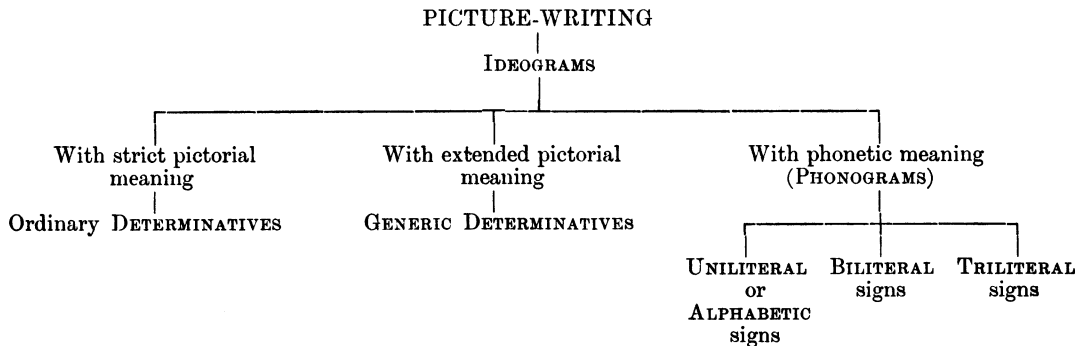 PICTURE-WRITING
IDEOGRAMS
With strict pictorial
meaning
With extended pictorial
meaning
With phonetic meaning
(PHONOGRAMS)
Ordinary DETERMINATIVES
GENERIC DETERMINATIVES
UNILITERAL
or
ALPHABETIC
signs
BILITERAL
signs
TRILITERAL
signs